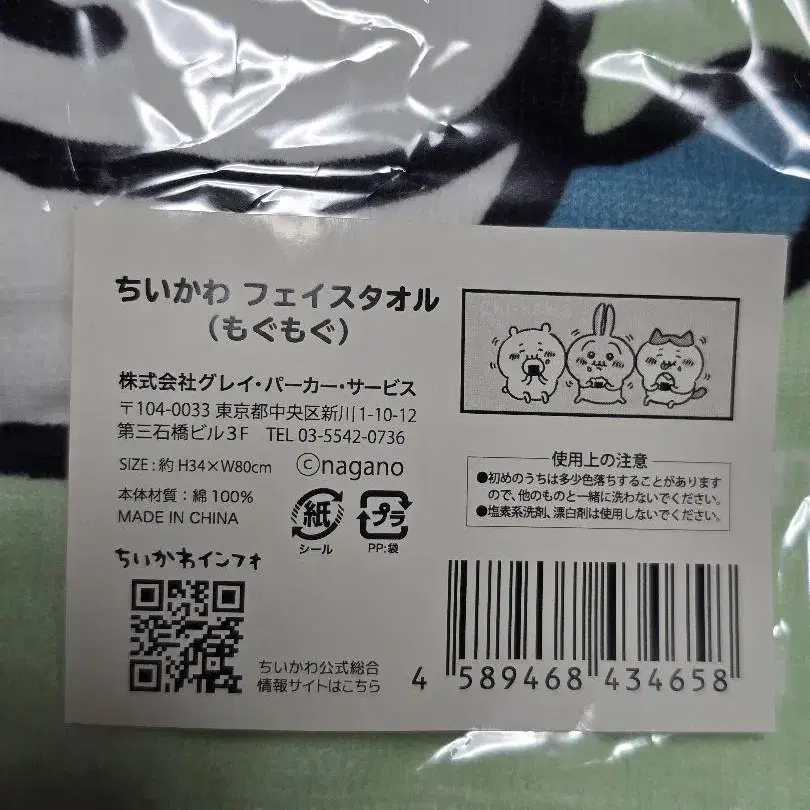 ちいかわ フェイスタオル
（もぐもぐ）
株式会社グレイ・パーカー・サービス
〒104-0033 東京都中央区新川1-10-12
第三石橋ビル3F TEL 03-5542-0736
SIZE：約 H34×W80cm ©nagano
本体材質：綿 100%
MADE IN CHINA
紙
シール
プラ
PP:袋
ちいかわインフォ
ちいかわ公式総合
情報サイトはこちら
使用上の注意
●初めのうちは多少色落ちすることがあります
ので、他のものと一緒に洗わないでください。
●塩素系洗剤、漂白剤は使用しないでください。
4 589468 434658